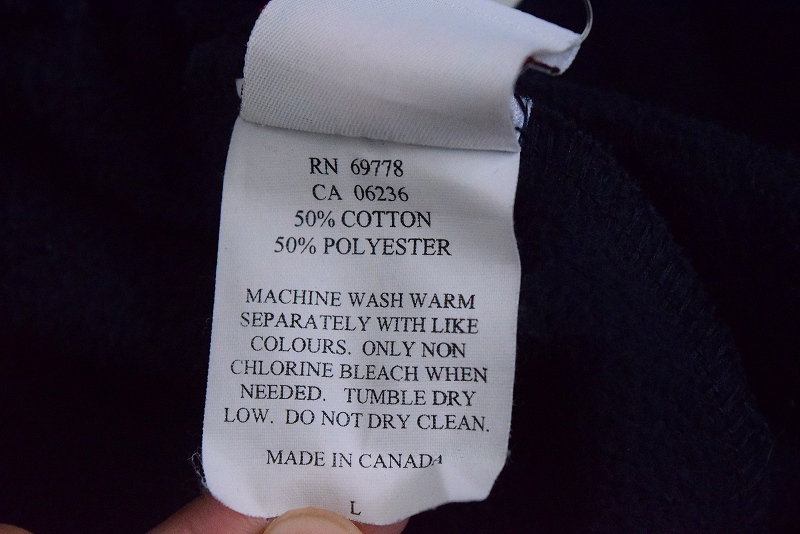 RN 69778
CA 06236
50% COTTON
50% POLYESTER
MACHINE WASH WARM
SEPARATELY WITH LIKE
COLOURS. ONLY NON
CHLORINE BLEACH WHEN
NEEDED. TUMBLE DRY
LOW. DO NOT DRY CLEAN.
MADE IN CANADA
L